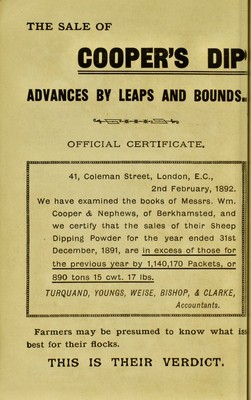 THE SALE OF
COOPER'S DIP
ADVANCES BY LEAPS AND BOUNDS.
OFFICIAL CERTIFICATE.
41, Coleman Street, London, E.C.,
2nd February, 1892.
We have examined the books of Messrs. Wm.
Cooper & Nephews, of Berkhamsted, and
we certify that the sales of their Sheep
Dipping Powder for the year ended 31st
December, 1891, are in excess of those for
the previous year by 1,140,170 Packets, or
890 tons 15 cwt. 17 lbs.
TURQUAND, YOUNGS, WEISE, BISHOP, & CLARKE,
Accountants.
Farmers may be presumed to know what is
best for their flocks.
THIS IS THEIR VERDICT.